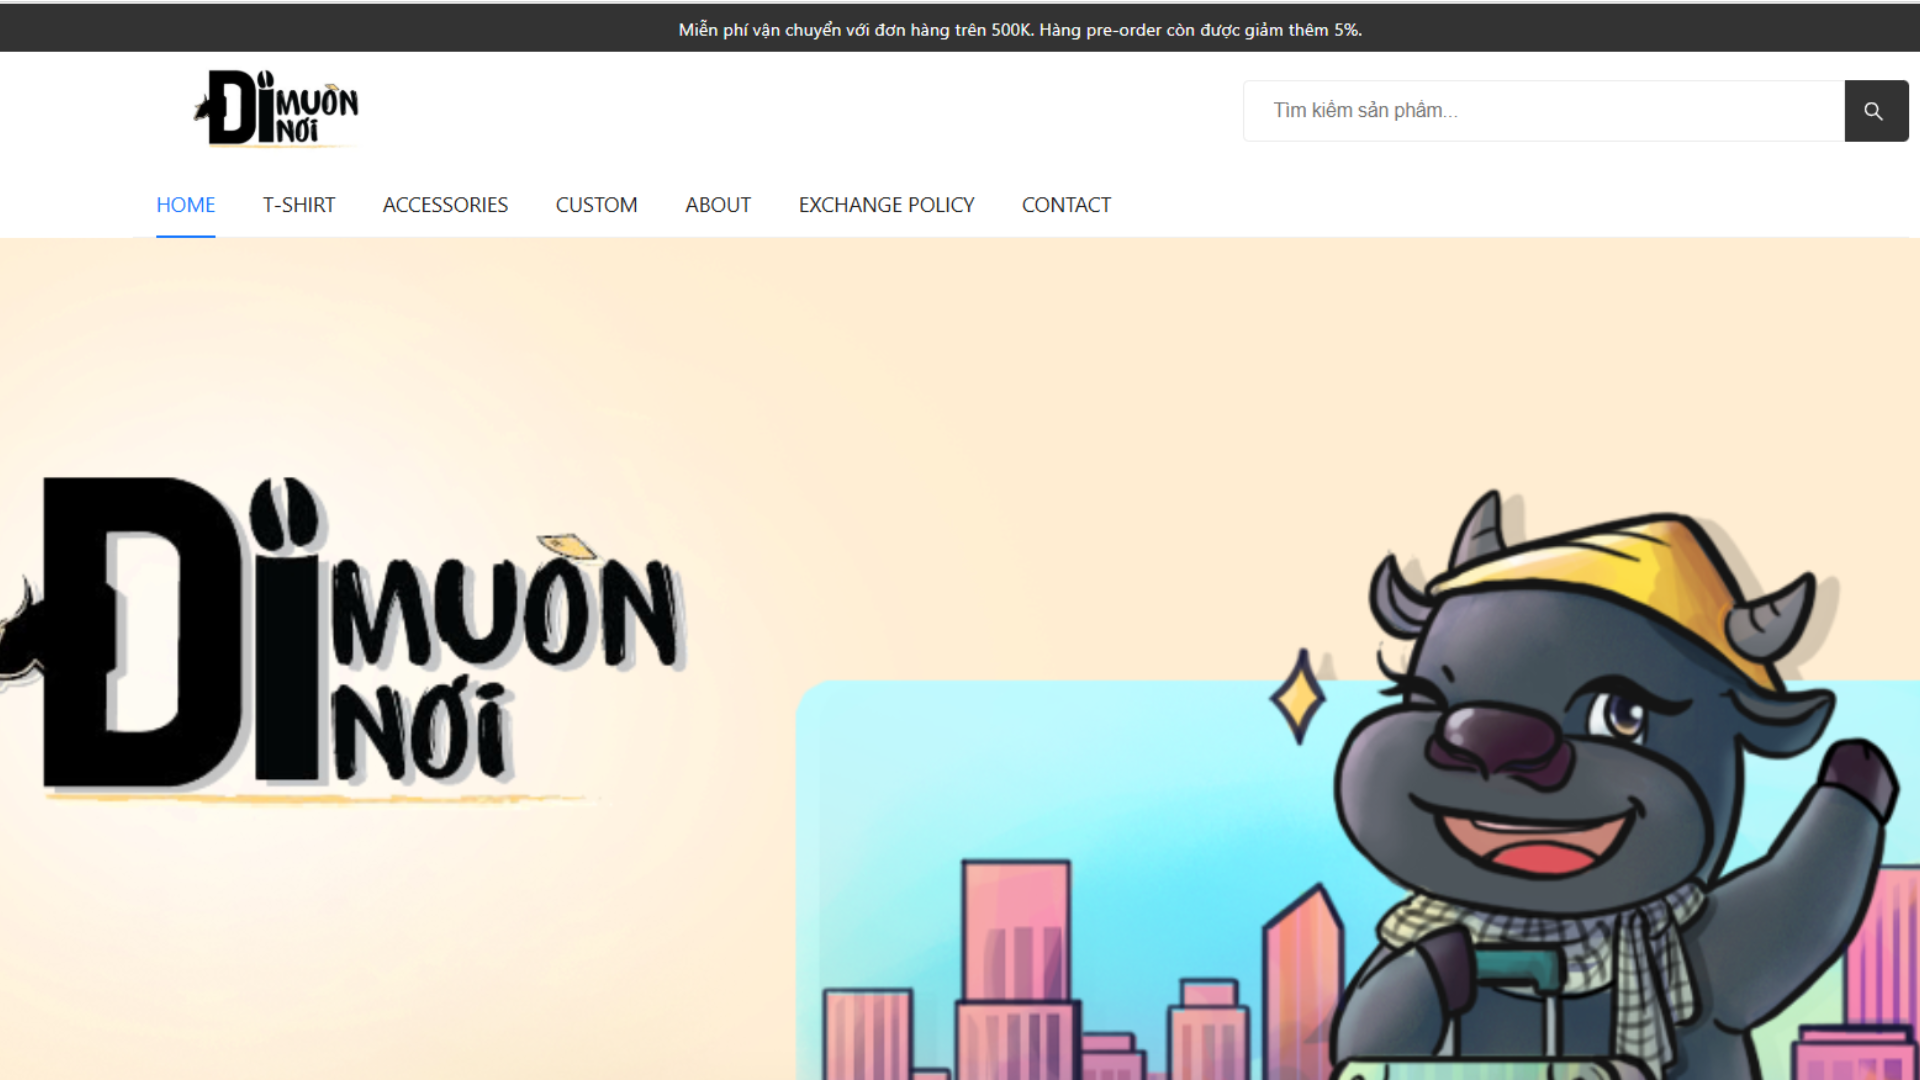 Miễn phí vận chuyển với đơn hàng trên 500K. Hàng pre-order còn được giảm thêm 5%.
Đi MUÔN
NƠi
Tìm kiếm sản phẩm...
HOME T-SHIRT ACCESSORIES CUSTOM ABOUT EXCHANGE POLICY CONTACT
Đi MUÔN
NƠi